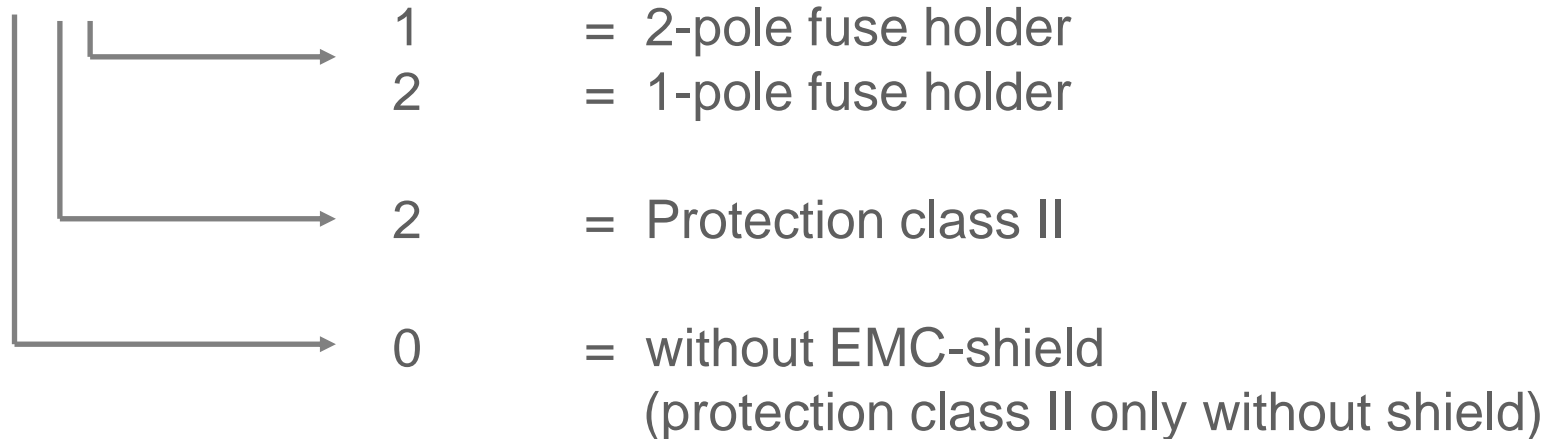 1 = 2-pole fuse holder
2 = 1-pole fuse holder
2 = Protection class II
0 = without EMC-shield
(protection class II only without shield)